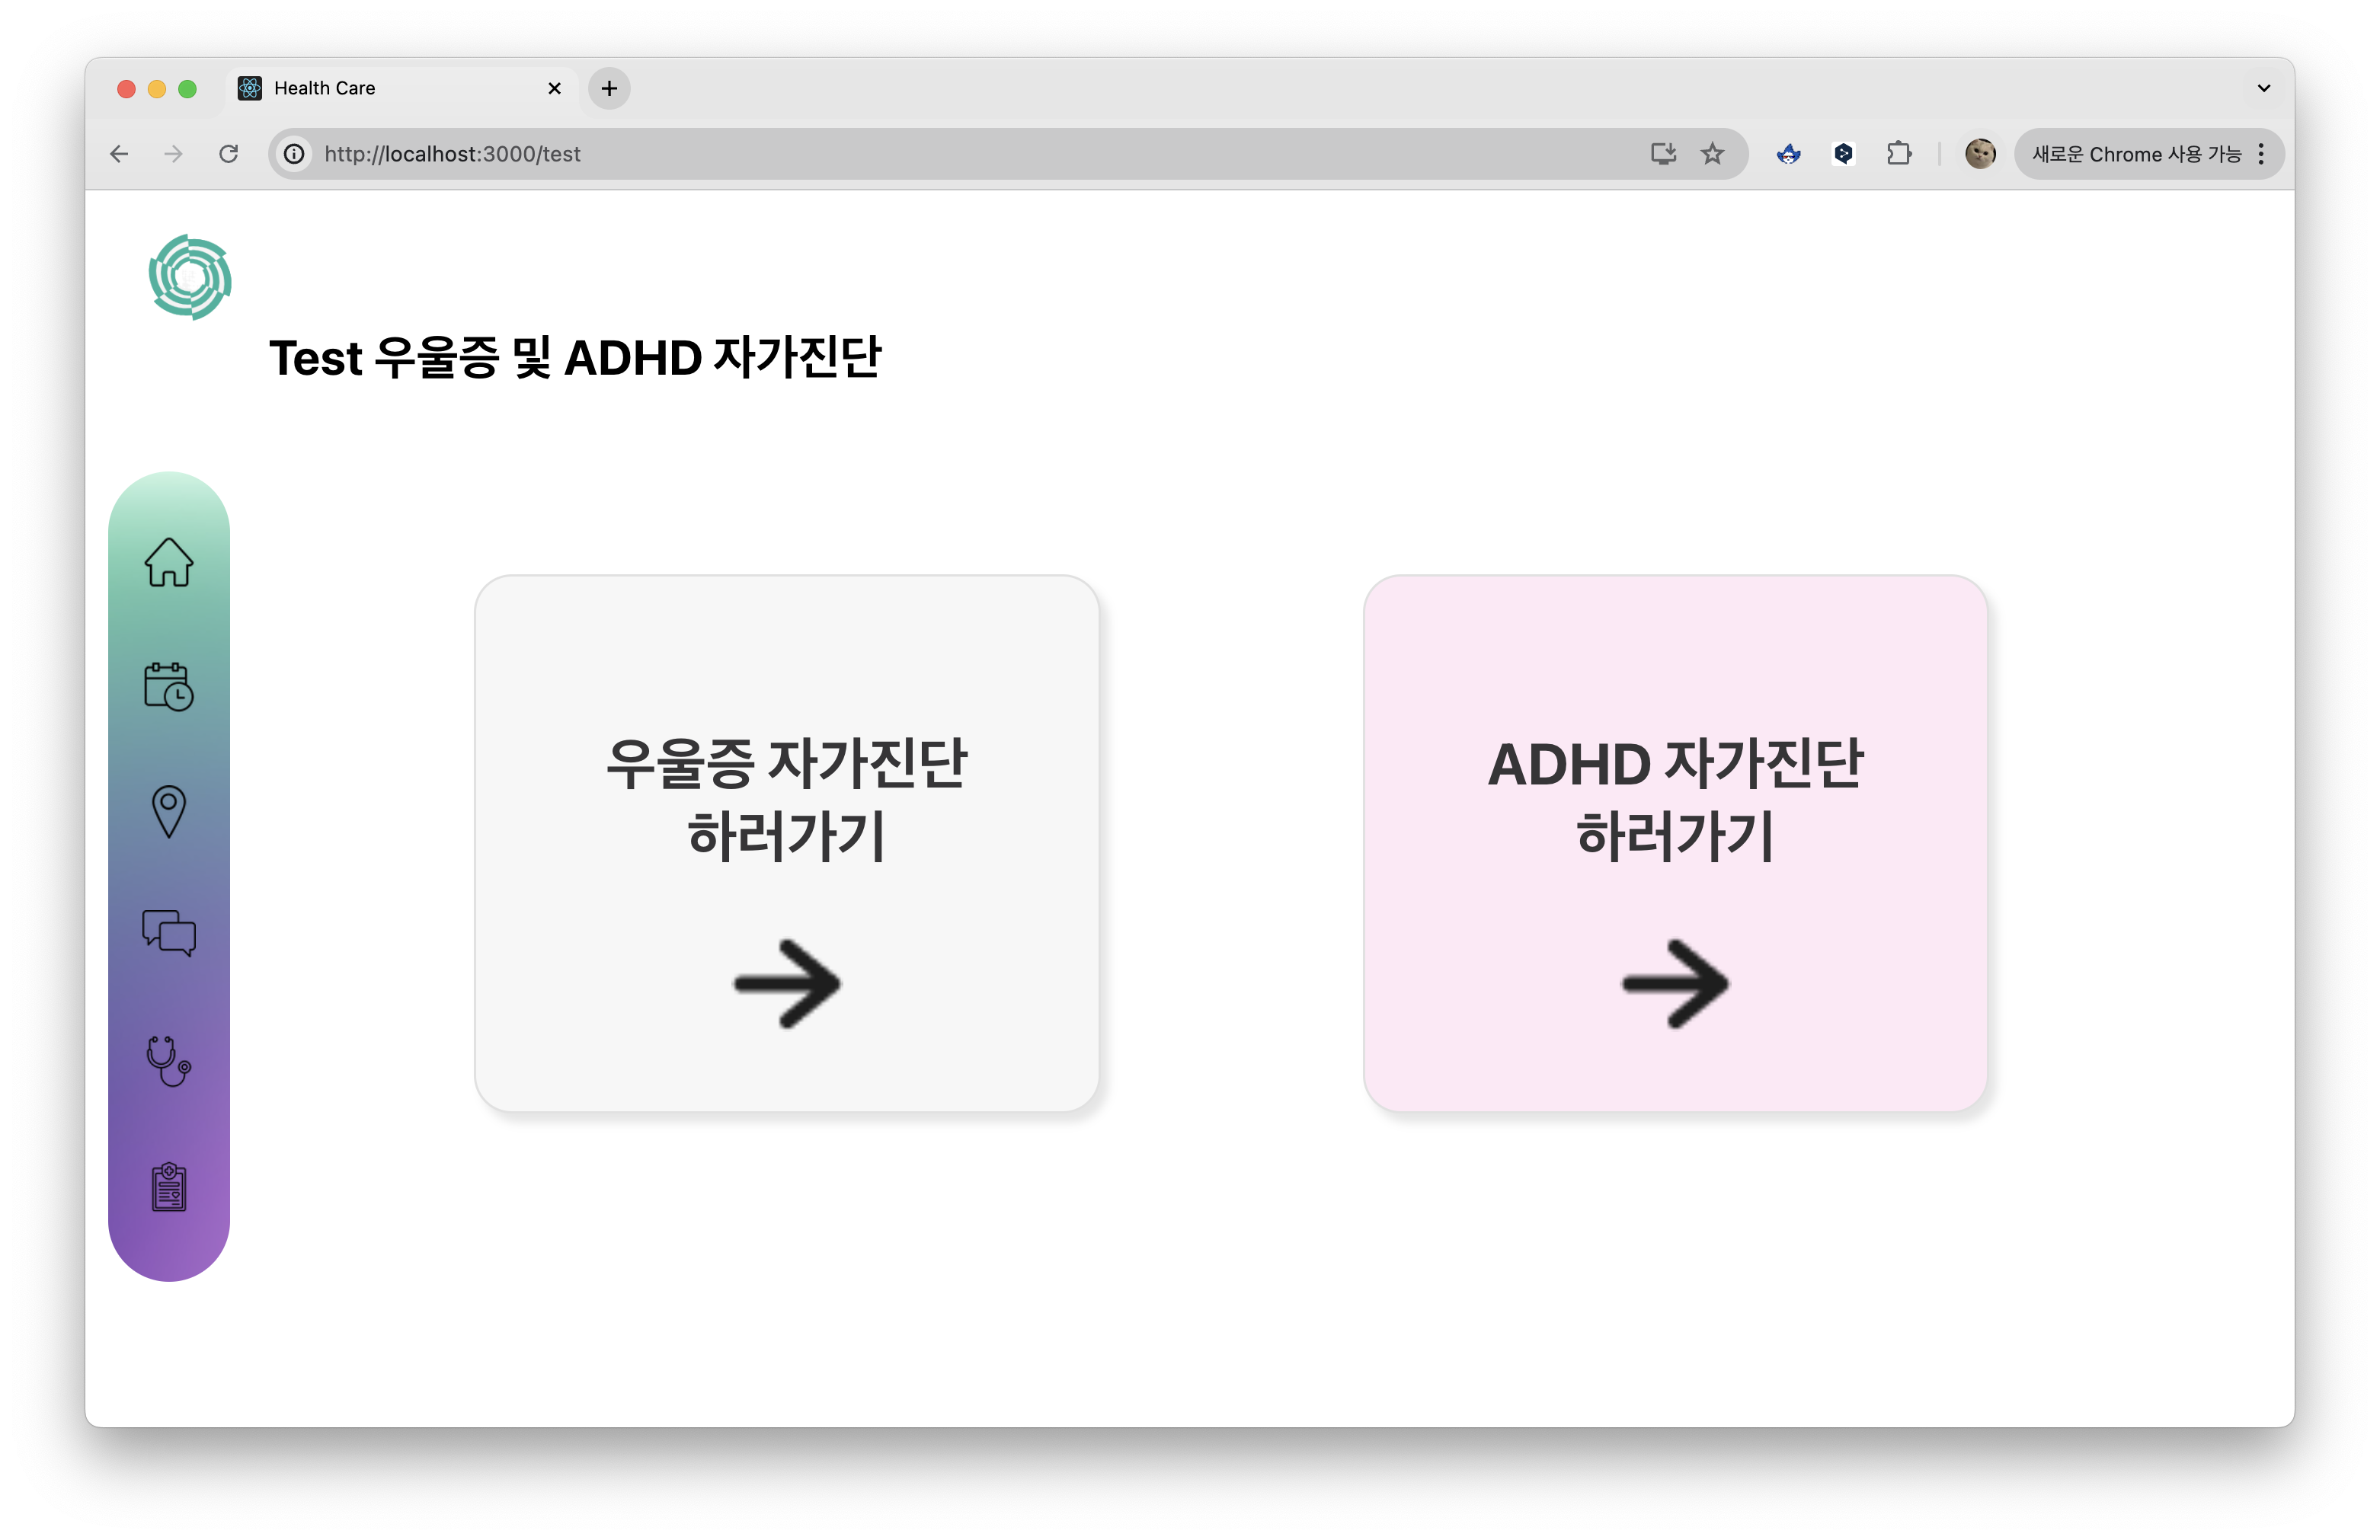 Health Care
http://localhost:3000/test
새로운 Chrome 사용 가능
Test 우울증 및 ADHD 자가진단
우울증 자가진단
하러가기
ADHD 자가진단
하러가기